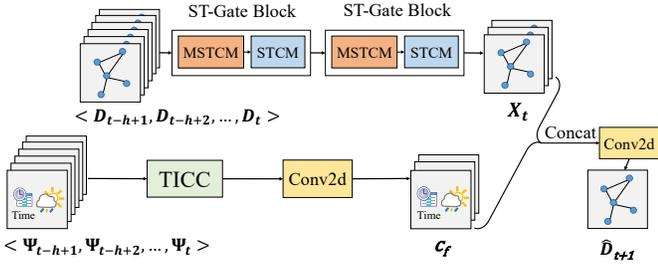 ST-Gate Block
ST-Gate Block
MSTCM
STCM
MSTCM
STCM
< D_{t-h+1}, D_{t-h+2}, ..., D_t >
X_t
Concat
Conv2d
TICC
Conv2d
Time
Time
< Ψ_{t-h+1}, Ψ_{t-h+2}, ..., Ψ_t >
c_f
D̂_{t+1}